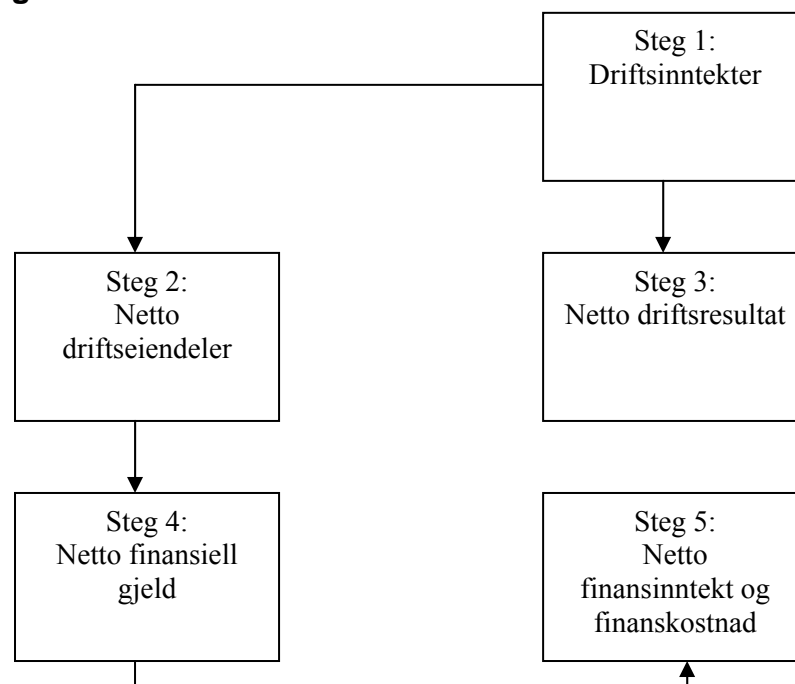 Steg 1:
Driftsinntekter
Steg 2:
Netto
driftseiendeler
Steg 3:
Netto driftsresultat
Steg 4:
Netto finansiell
gjeld
Steg 5:
Netto
finansinntekt og
finanskostnad